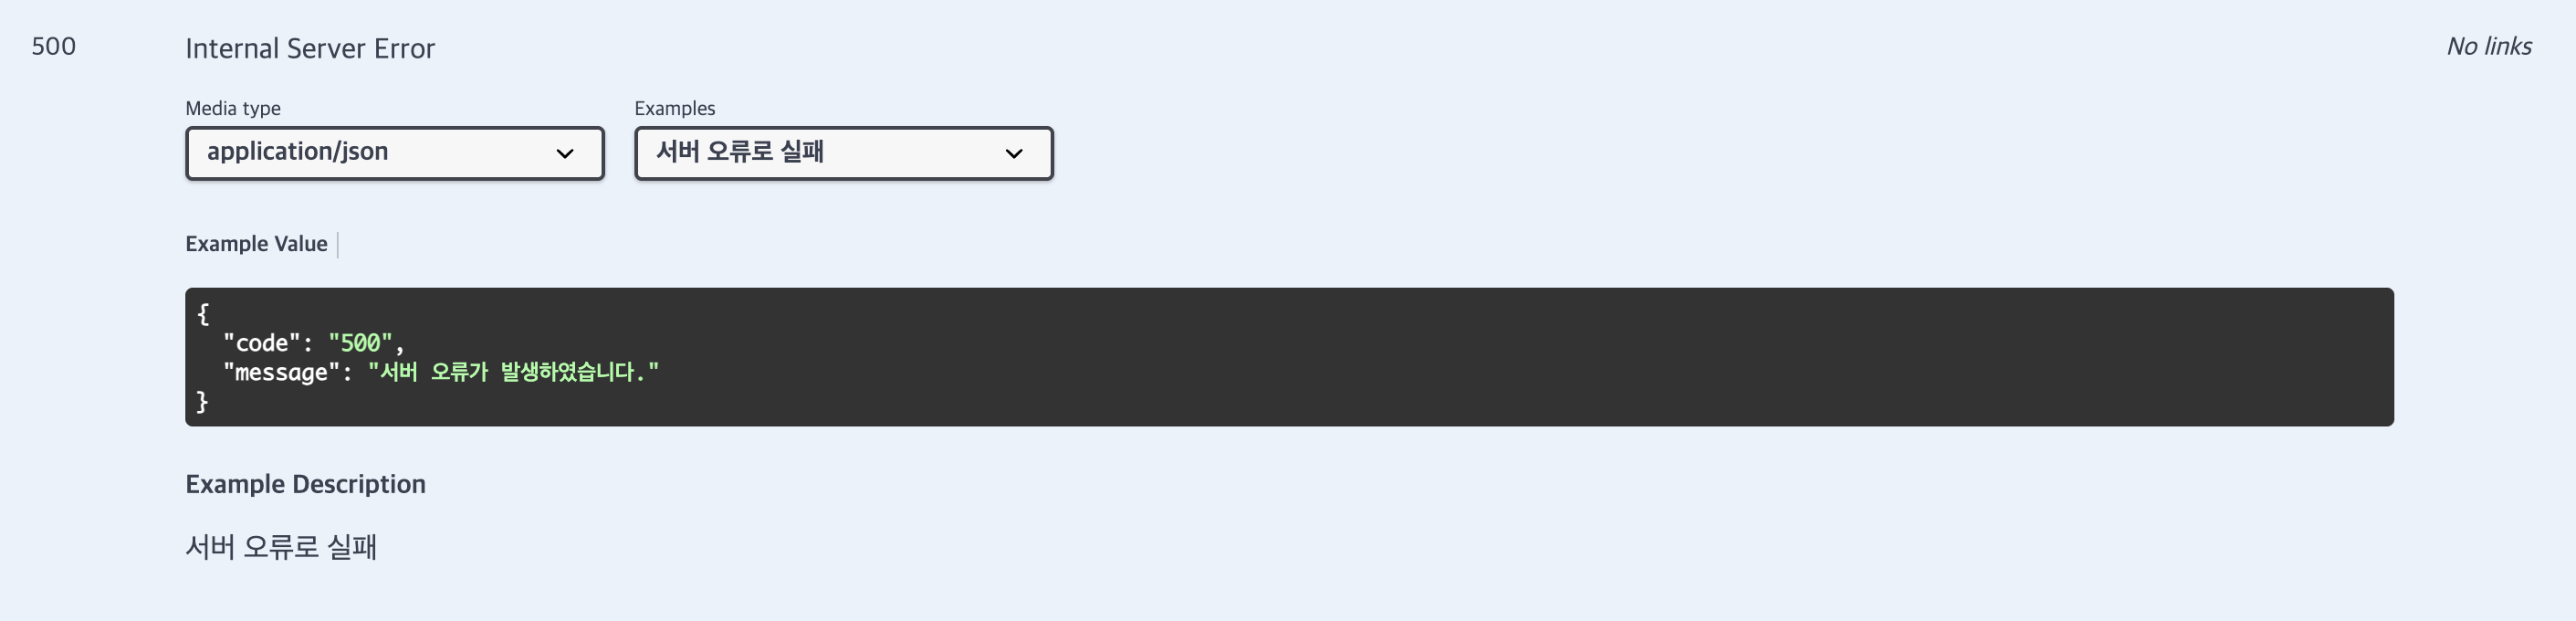 500 Internal Server Error No links
Media type Examples
application/json 서버 오류로 실패
Example Value
{
"code": "500",
"message": "서버 오류가 발생하였습니다."
}
Example Description
서버 오류로 실패